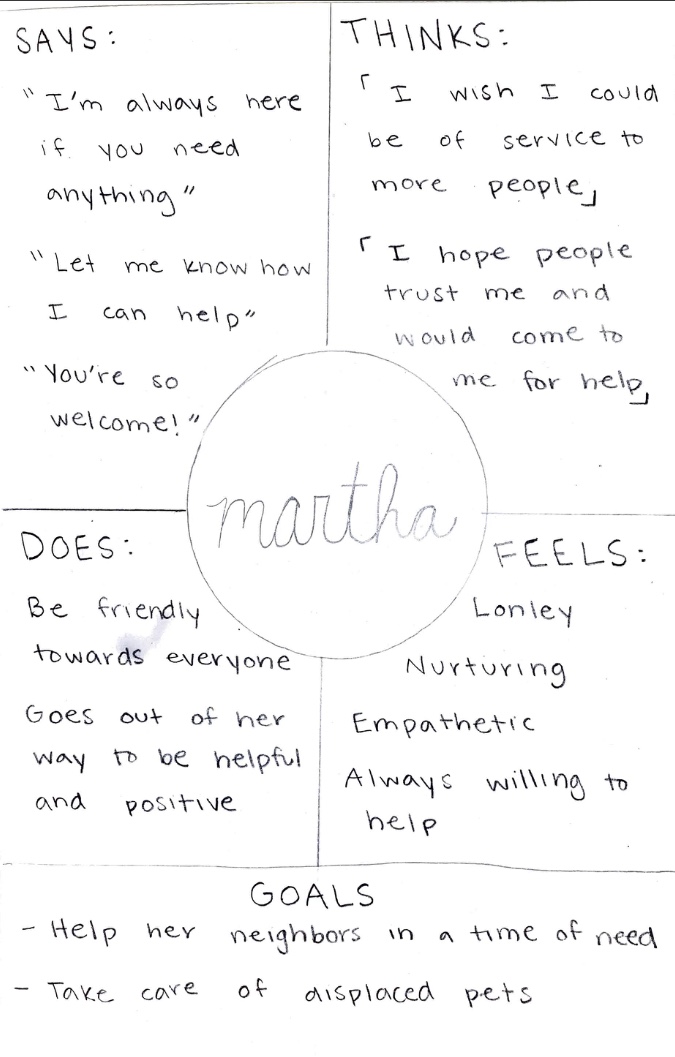 SAYS:
"I'm always here
if you need
anything"
"Let me know how
I can help"
"You're so
welcome!"
THINKS:
「I wish I could
be of service to
more people」
「I hope people
trust me and
would come to
me for help」
martha
DOES:
Be friendly
towards everyone
Goes out of her
way to be helpful
and positive
FEELS:
Lonley
Nurturing
Empathetic
Always willing to
help
GOALS
- Help her neighbors in a time of need
- Take care of displaced pets